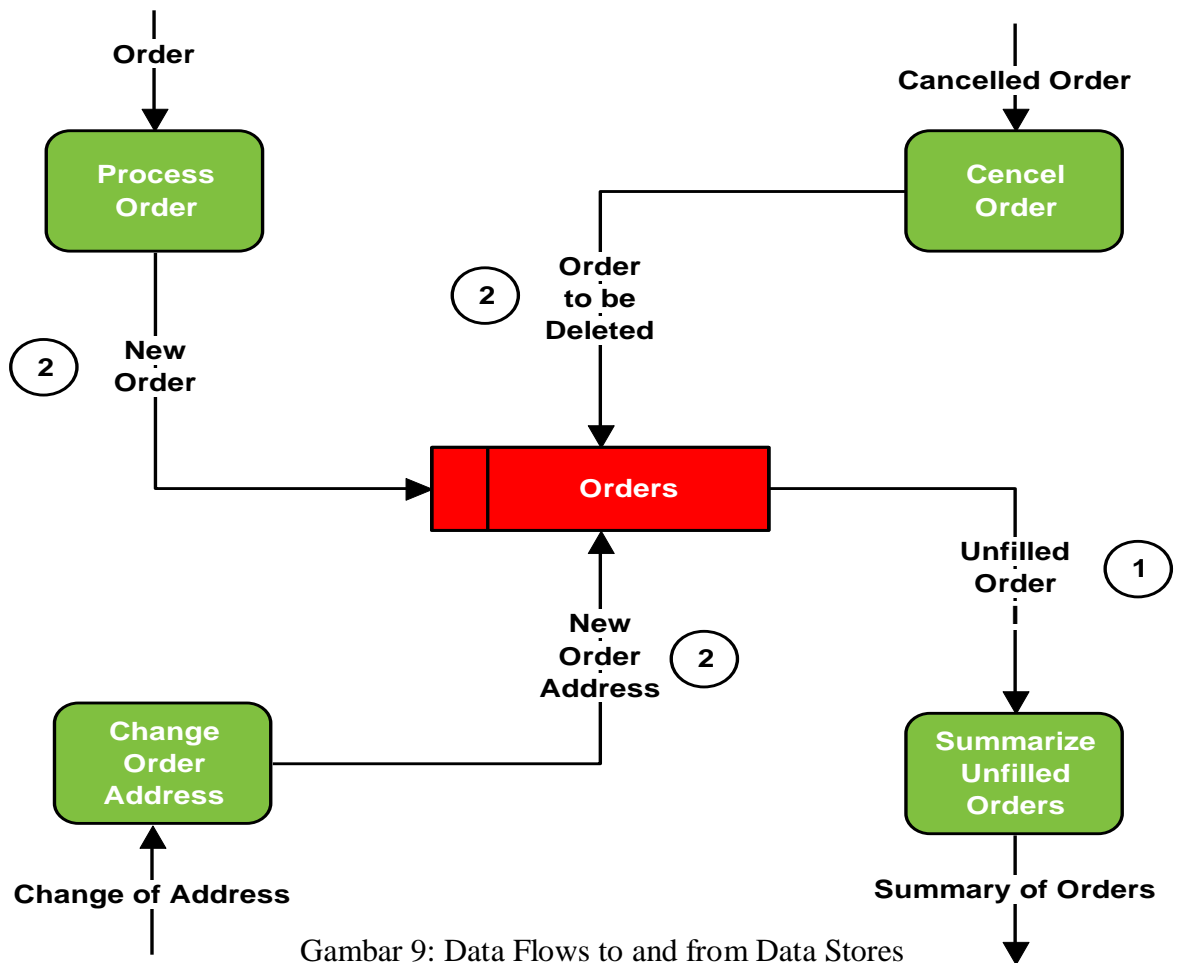 Order
Cancelled Order
Process
Order
Cencel
Order
2
Order
to be
Deleted
2
New
Order
Orders
Unfilled
Order
1
New
Order
Address
2
Change
Order
Address
Summarize
Unfilled
Orders
Change of Address
Summary of Orders
Gambar 9: Data Flows to and from Data Stores